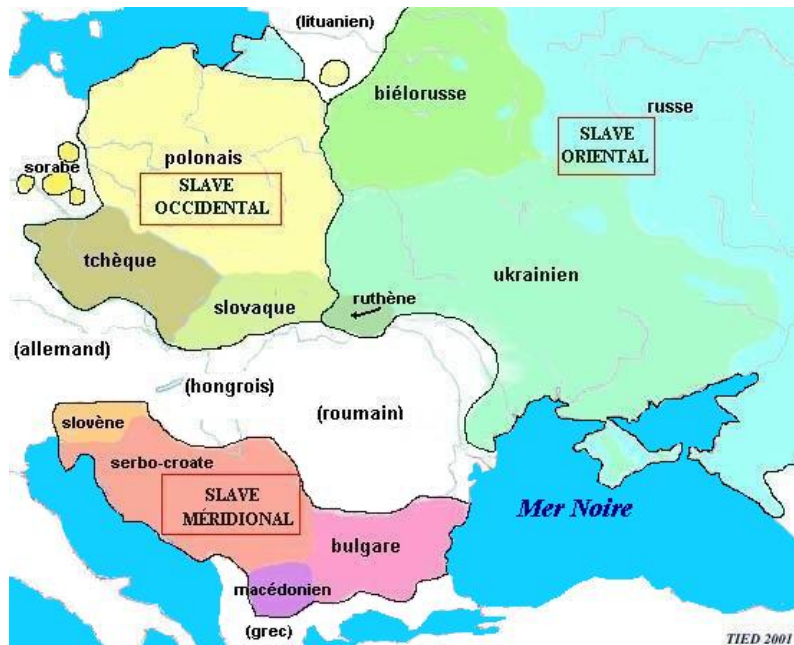 (lituanien)
biélorusse
russe
SLAVE
ORIENTAL
polonais
sorabe
SLAVE
OCCIDENTAL
tchèque
ukrainien
slovaque
ruthène
(allemand)
(hongrois)
(roumain)
slovène
serbo-croate
SLAVE
MÉRIDIONAL
Mer Noire
bulgare
macédonien
(grec)
TIED 2001